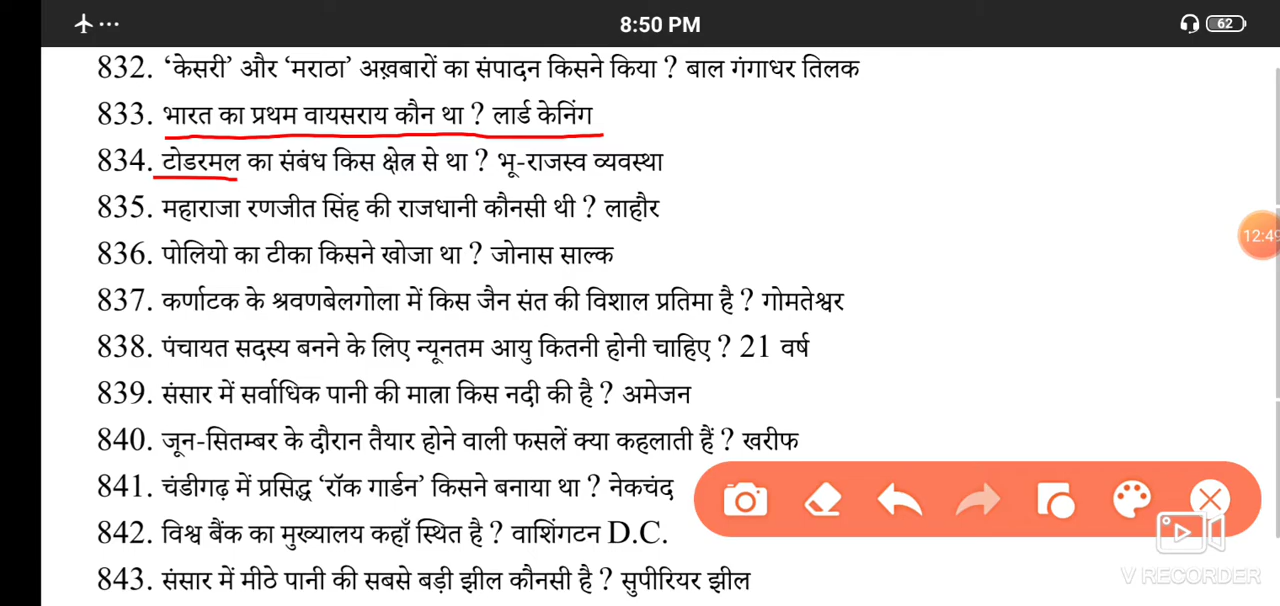 8:50 PM
62
832. 'केसरी' और 'मराठा' अख़बारों का संपादन किसने किया ? बाल गंगाधर तिलक
833. भारत का प्रथम वायसराय कौन था ? लार्ड केनिंग
834. टोडरमल का संबंध किस क्षेत्र से था ? भू-राजस्व व्यवस्था
835. महाराजा रणजीत सिंह की राजधानी कौनसी थी ? लाहौर
12:49
836. पोलियो का टीका किसने खोजा था ? जोनास साल्क
837. कर्णाटक के श्रवणबेलगोला में किस जैन संत की विशाल प्रतिमा है ? गोमतेश्वर
838. पंचायत सदस्य बनने के लिए न्यूनतम आयु कितनी होनी चाहिए ? 21 वर्ष
839. संसार में सर्वाधिक पानी की मात्रा किस नदी की है ? अमेजन
840. जून-सितम्बर के दौरान तैयार होने वाली फसलें क्या कहलाती हैं ? खरीफ
841. चंडीगढ़ में प्रसिद्ध 'रॉक गार्डन' किसने बनाया था ? नेकचंद
842. विश्व बैंक का मुख्यालय कहाँ स्थित है ? वाशिंगटन D.C.
V RECORDER
843. संसार में मीठे पानी की सबसे बड़ी झील कौनसी है ? सुपीरियर झील